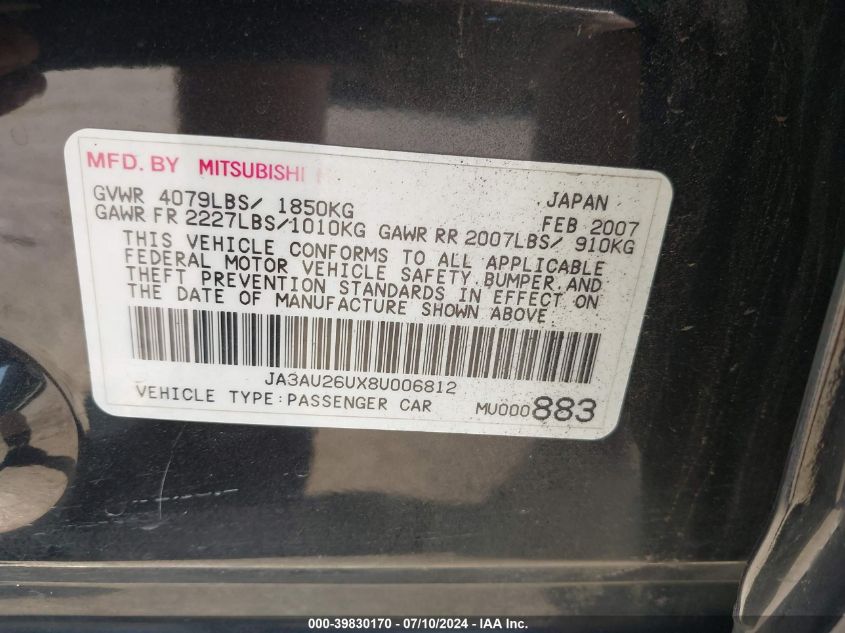 MFD. BY MITSUBISHI
GVWR 4079LBS/ 1850KG JAPAN
GAWR FR 2227LBS/1010KG FEB 2007
GAWR RR 2007LBS/ 910KG
THIS VEHICLE CONFORMS TO ALL APPLICABLE
FEDERAL MOTOR VEHICLE SAFETY, BUMPER, AND
THEFT PREVENTION STANDARDS IN EFFECT ON
THE DATE OF MANUFACTURE SHOWN ABOVE
JA3AU26UX8U006812
VEHICLE TYPE:PASSENGER CAR MU000883
000-39830170 - 07/10/2024 - IAA Inc.